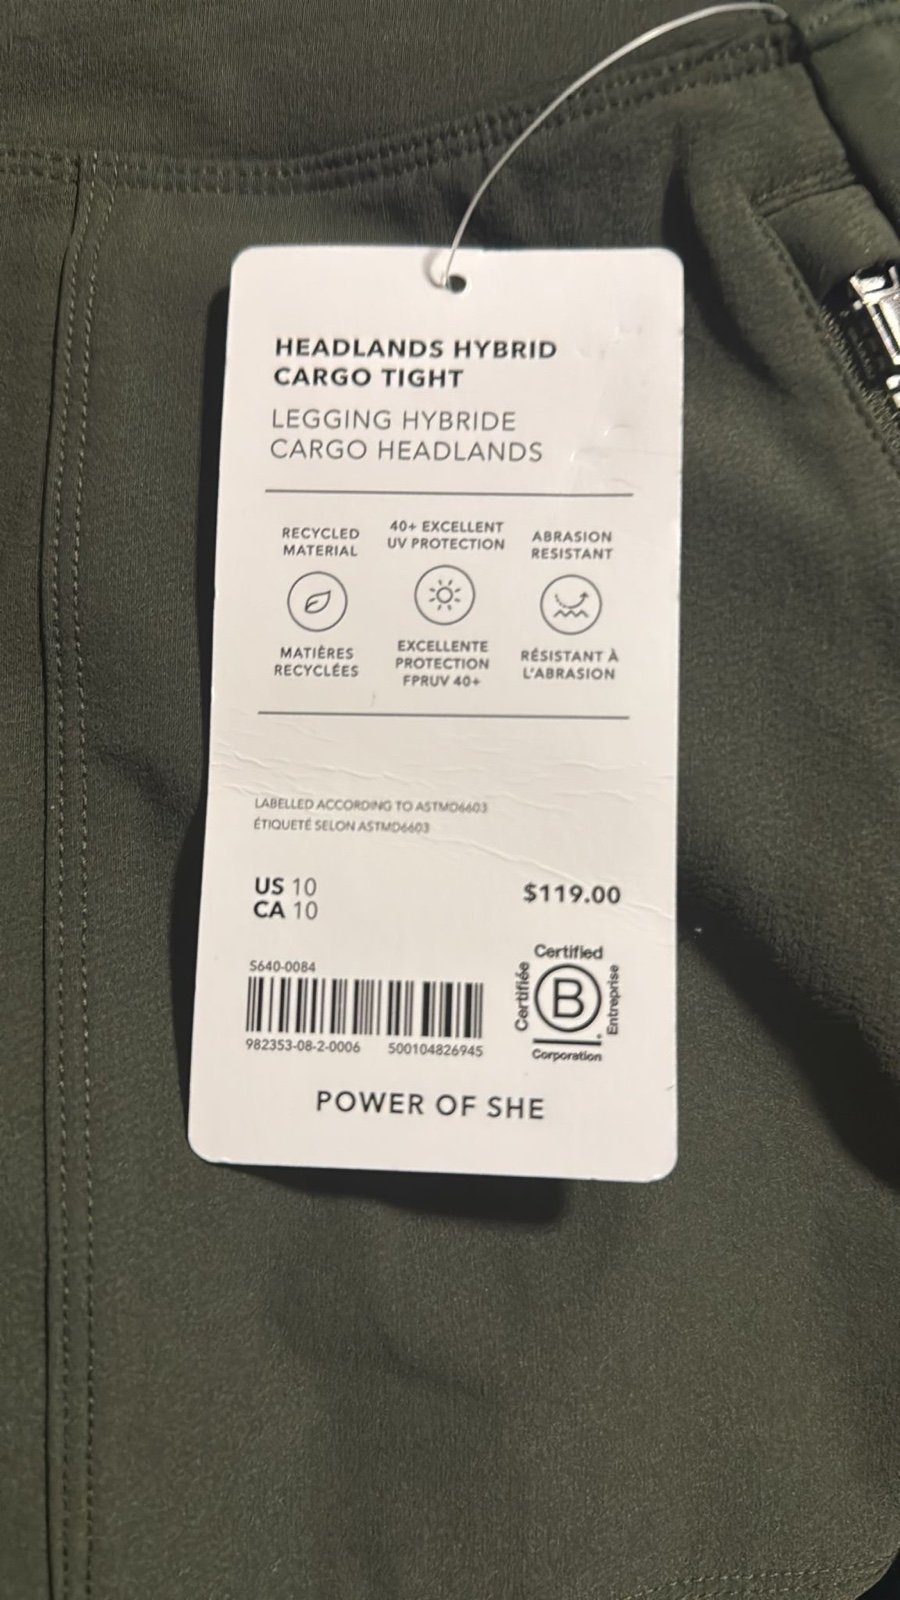 HEADLANDS HYBRID
CARGO TIGHT
LEGGING HYBRIDE
CARGO HEADLANDS
RECYCLED
MATERIAL
40+ EXCELLENT
UV PROTECTION
ABRASION
RESISTANT
MATIÈRES
RECYCLÉES
EXCELLENTE
PROTECTION
FPRUV 40+
RÉSISTANT À
L'ABRASION
LABELLED ACCORDING TO ASTMD6603
ÉTIQUETÉ SELON ASTMD6603
US 10
CA 10
$119.00
S640-0084
982353-08-2-0006 500104826945
Certified
Certifiée
B
Entreprise
Corporation
POWER OF SHE